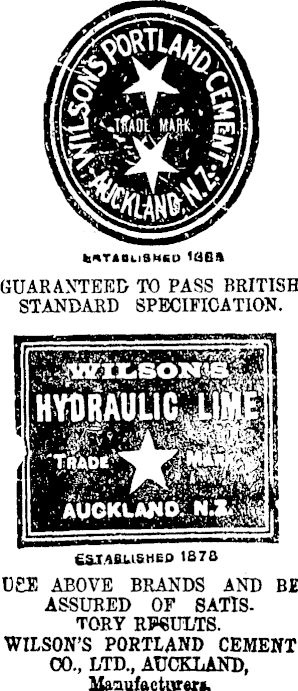 WILSON'S PORTLAND CEMENT
TRADE MARK
AUCKLAND, N.Z.
ESTABLISHED
GUARANTEED TO PASS BRITISH
STANDARD SPECIFICATION.
WILSON'S
HYDRAULIC LIME
TRADE MARK
AUCKLAND N.Z.
ESTABLISHED 1878
USE ABOVE BRANDS AND BE
ASSURED OF SATIS-
TORY RESULTS.
WILSON'S PORTLAND CEMENT
CO., LTD., AUCKLAND,
Manufacturers.